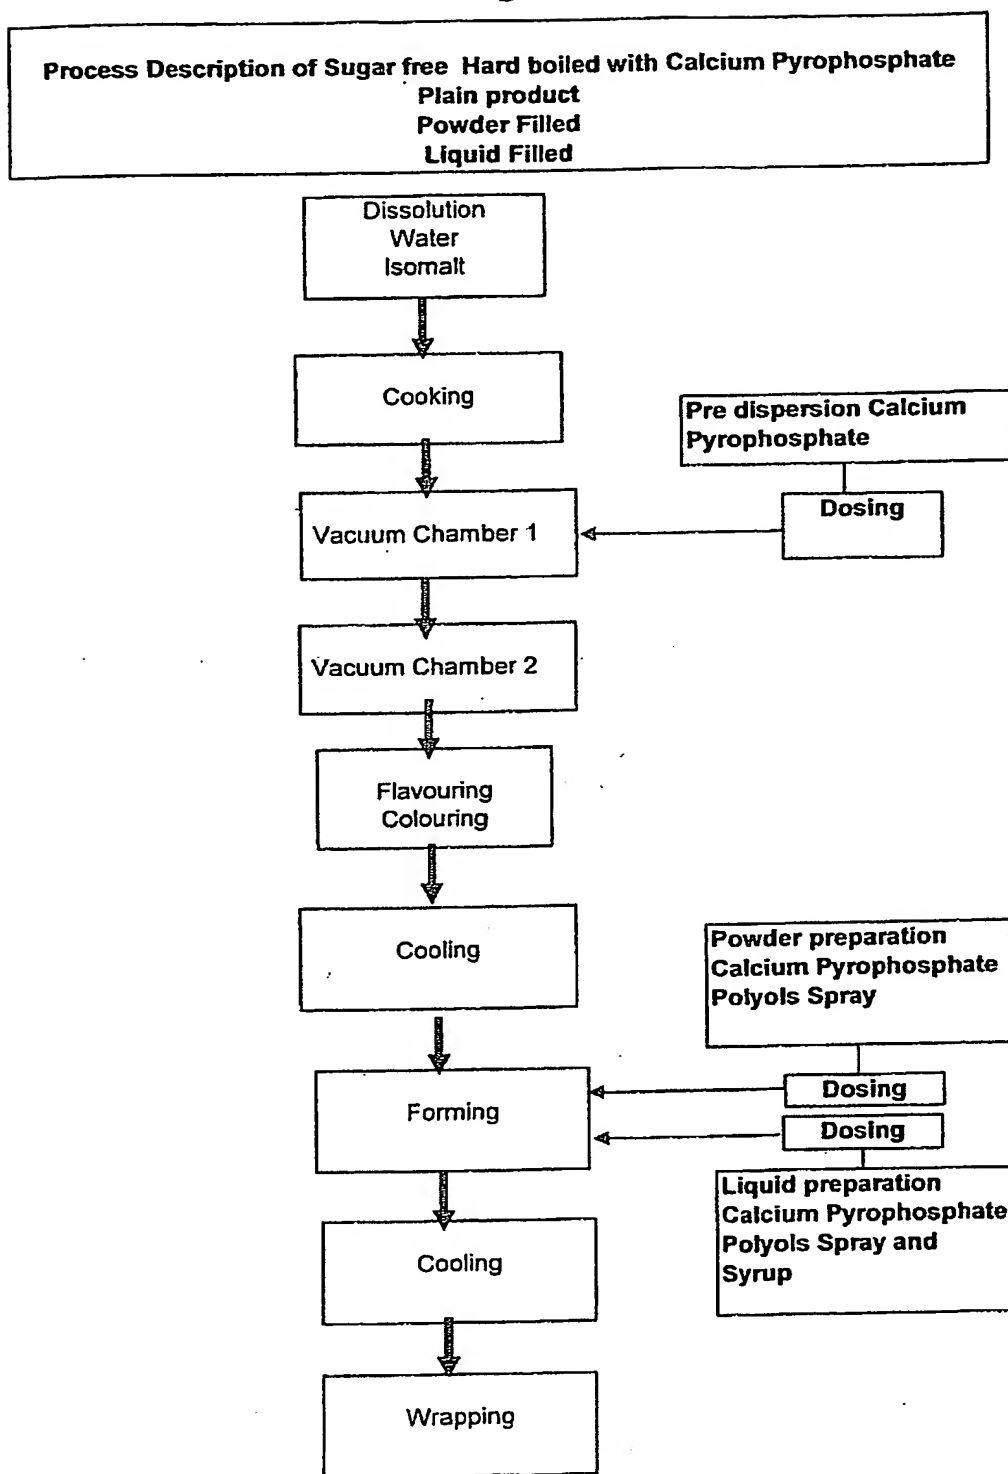 Process Description of Sugar free Hard boiled with Calcium Pyrophosphate
Plain product
Powder Filled
Liquid Filled
Dissolution
Water
Isomalt
Cooking
Pre dispersion Calcium
Pyrophosphate
Dosing
Vacuum Chamber 1
Vacuum Chamber 2
Flavouring
Colouring
Cooling
Powder preparation
Calcium Pyrophosphate
Polyols Spray
Dosing
Forming
Dosing
Liquid preparation
Calcium Pyrophosphate
Polyols Spray and
Syrup
Cooling
Wrapping